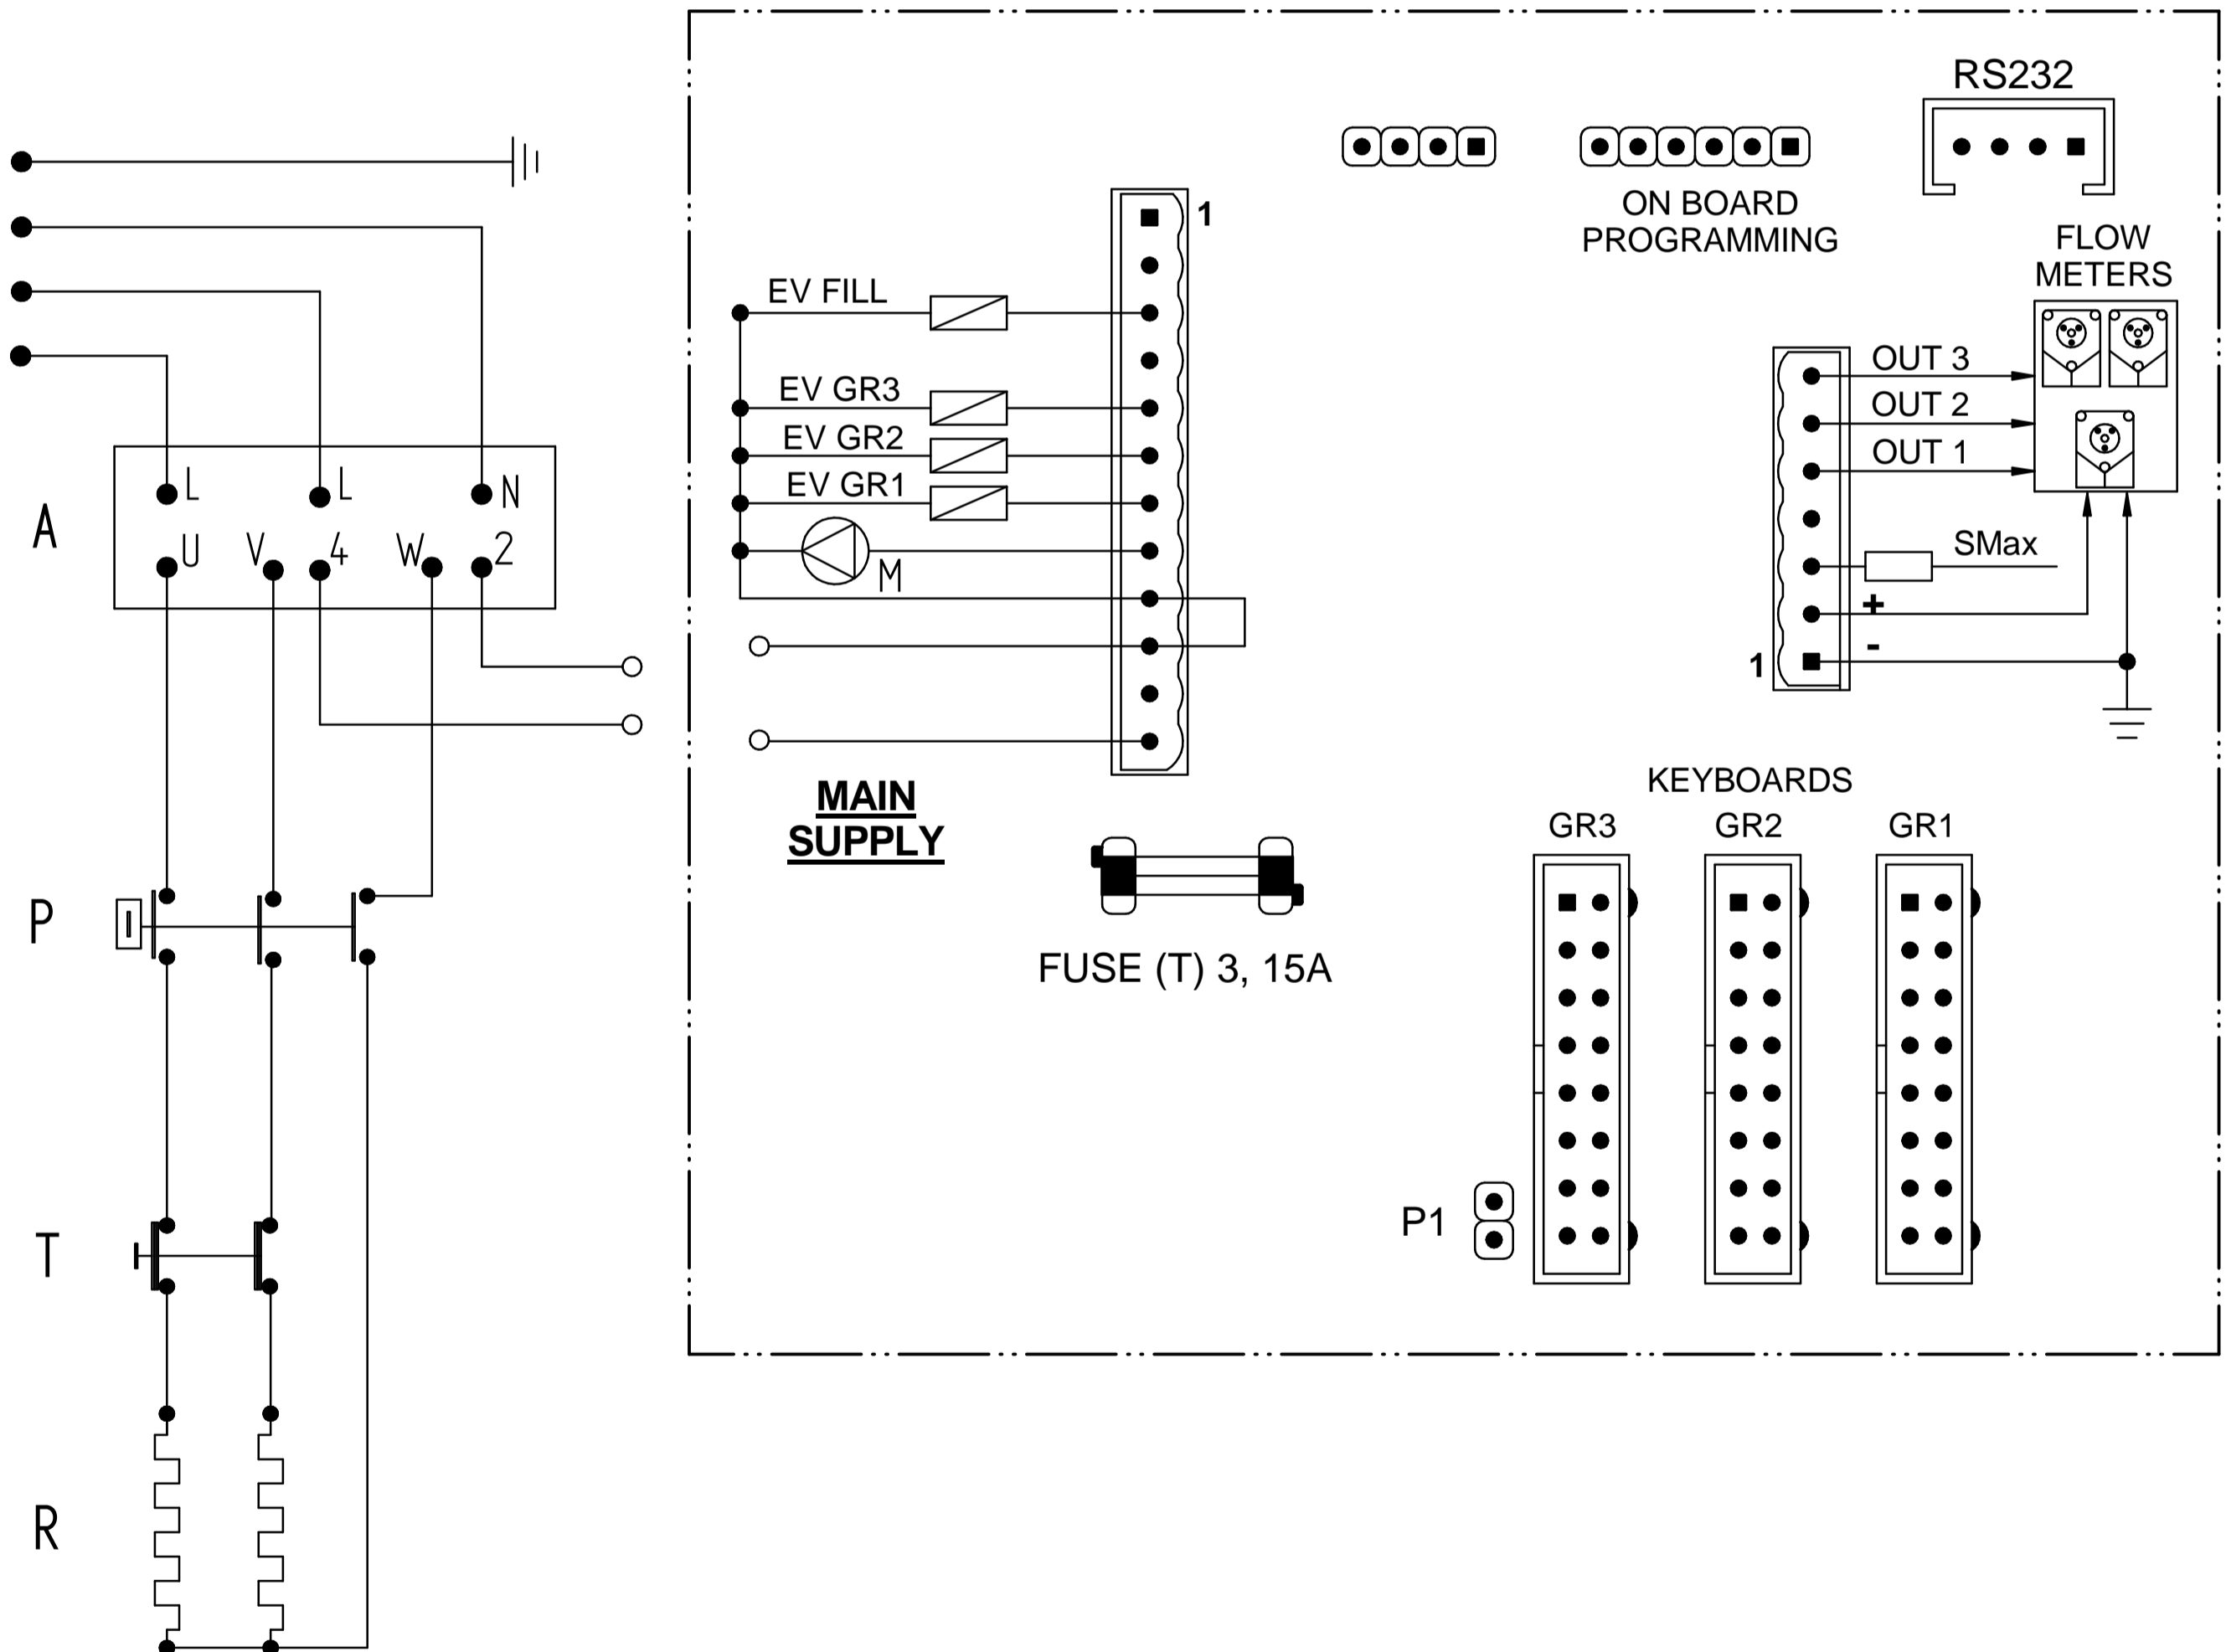 RS232
ON BOARD
PROGRAMMING
FLOW
METERS
1
EV FILL
EV GR3
EV GR2
EV GR1
M
OUT 3
OUT 2
OUT 1
SMax
+
-
1
A
L
L
N
U
V
4
W
2
MAIN
SUPPLY
KEYBOARDS
GR3
GR2
GR1
P
FUSE (T) 3, 15A
P1
T
R